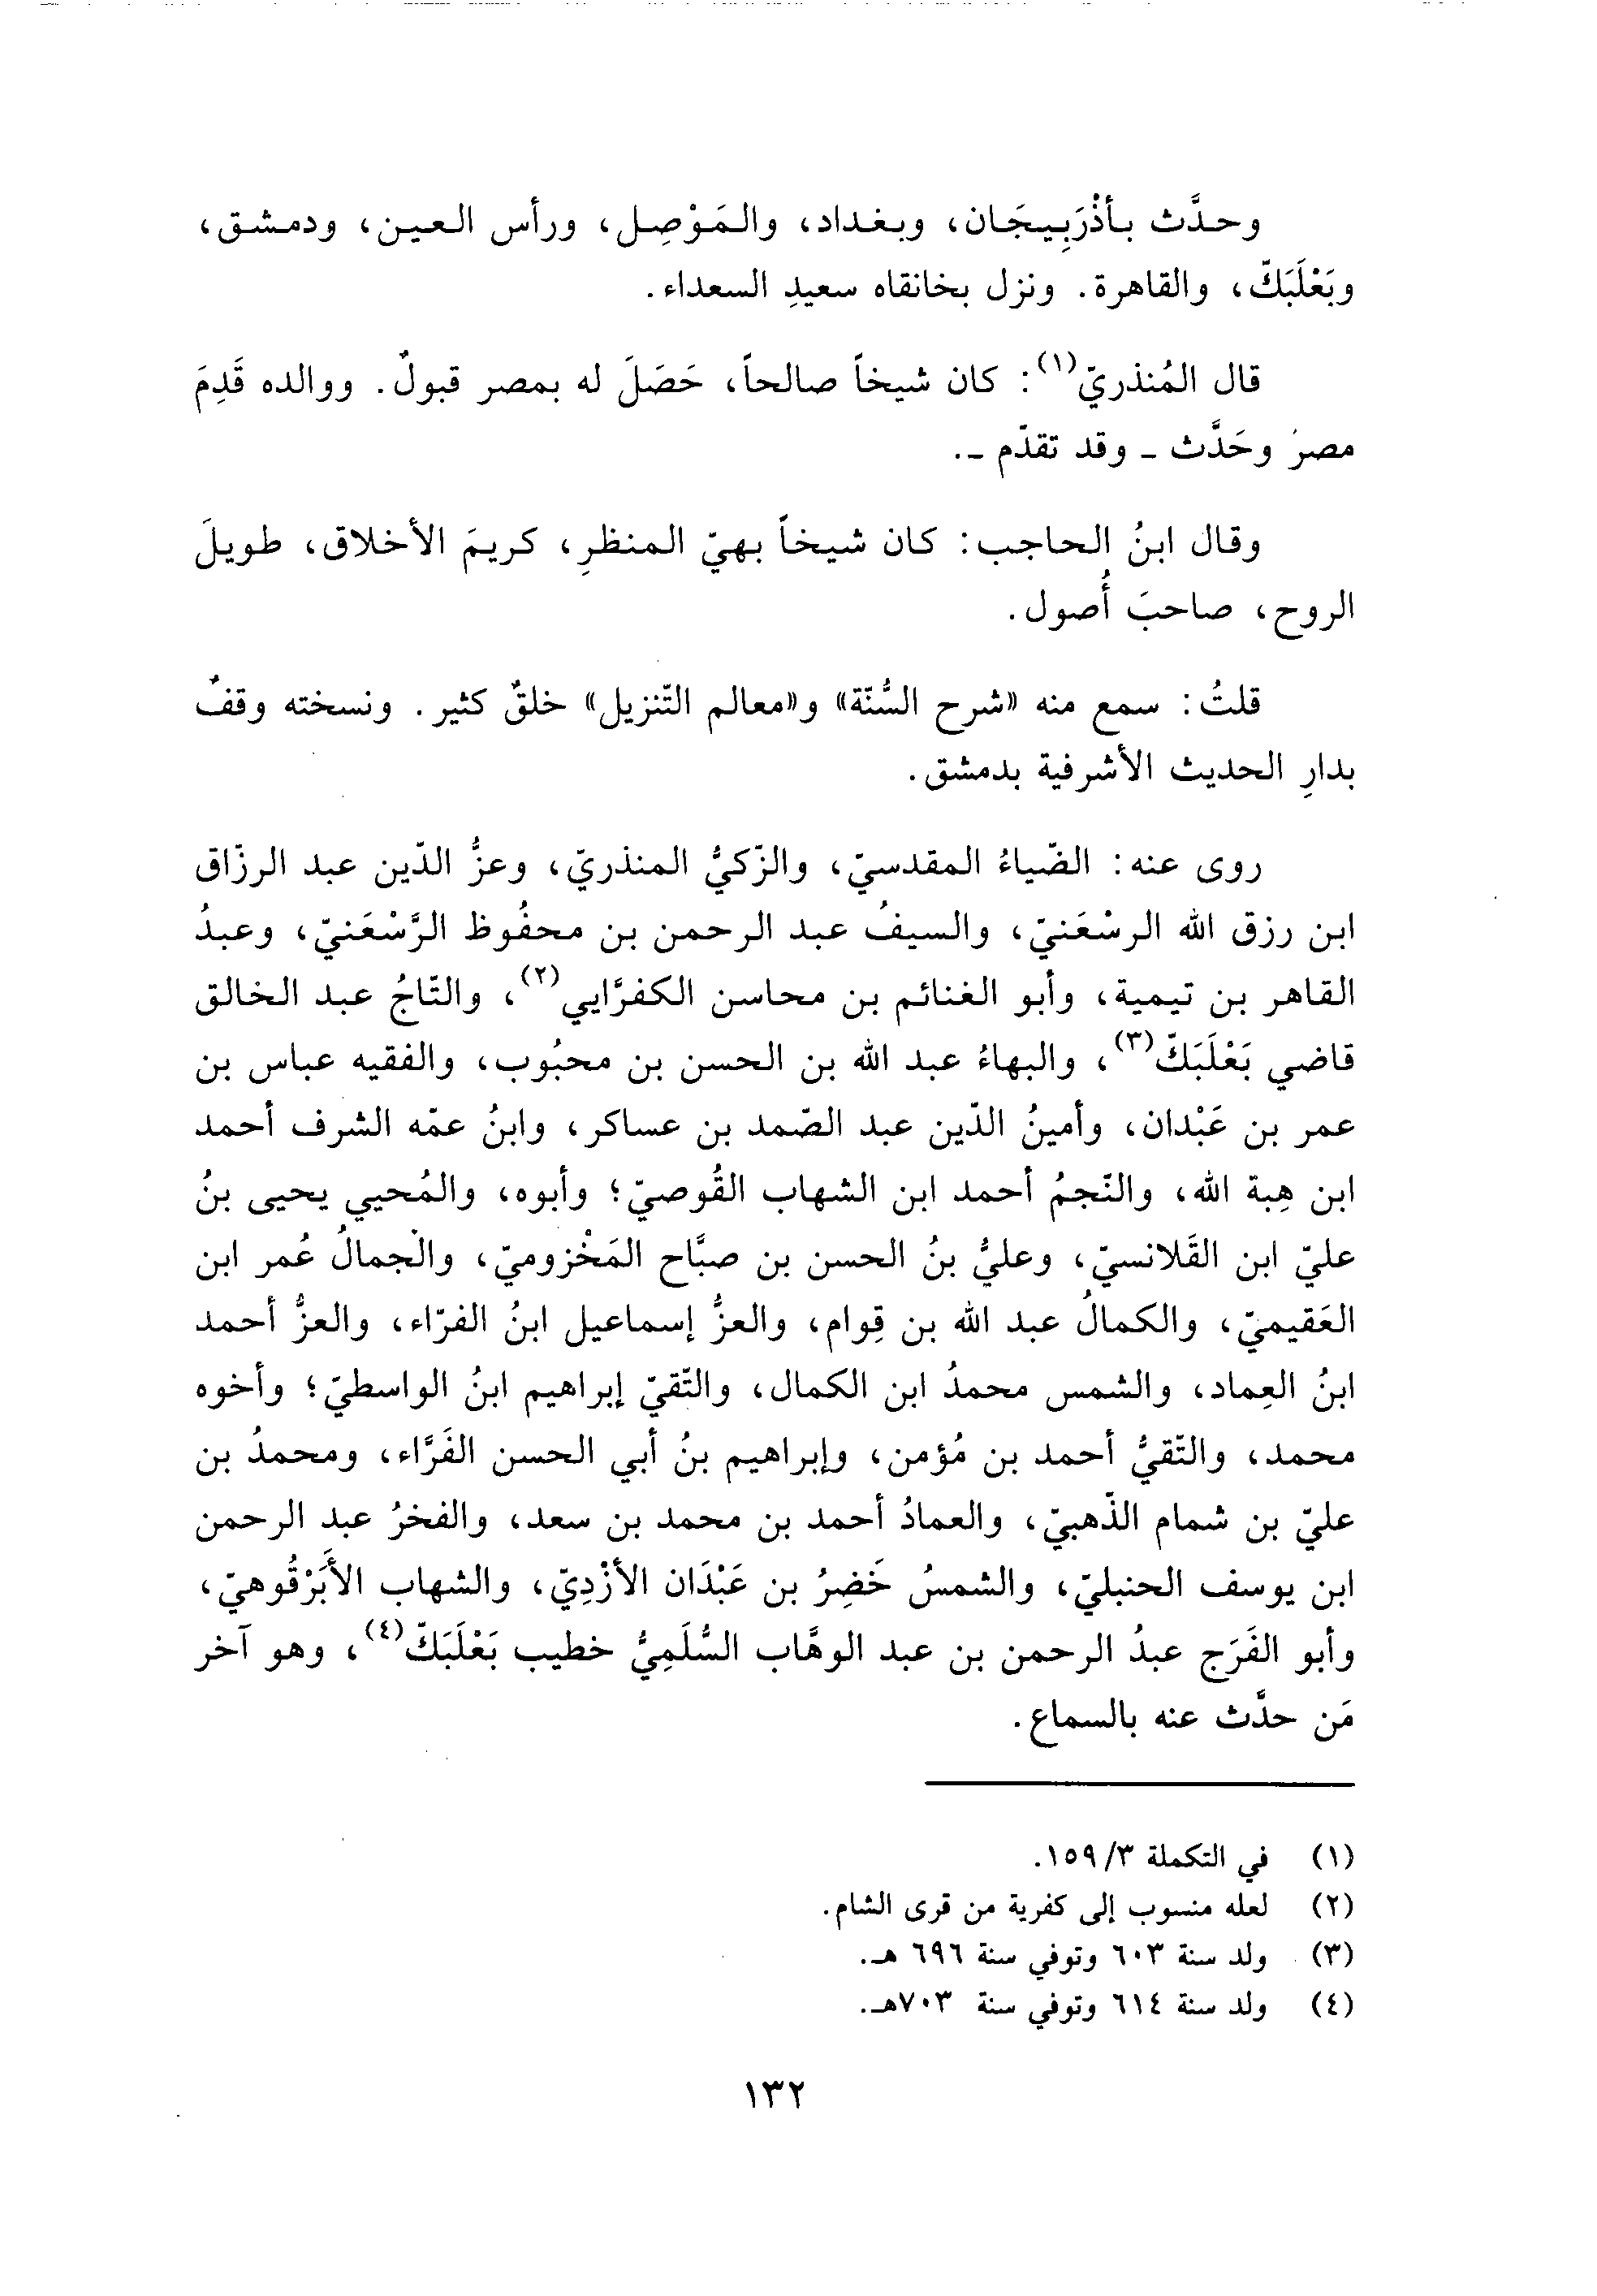 وحدَّث بأذْرَبِيجَان، وبغداد، والمَوْصِل، ورأس العين، ودمشق،
وبَعْلَبَكّ، والقاهرة. ونزل بخانقاه سعيدِ السعداء.
قال المُنذريّ(١): كان شيخاً صالحاً، حَصَلَ له بمصر قبولٌ. ووالده قَدِمَ
مصرَ وحَدَّث ـ وقد تقدّم ـ.
وقال ابنُ الحاجب: كان شيخاً بهيّ المنظرِ، كريمَ الأخلاق، طويلَ
الروح، صاحبَ أُصول.
قلتُ: سمع منه «شرح السُّنّة» و«معالم التّنزيل» خلقٌ كثير. ونسخته وقفٌ
بدارِ الحديث الأشرفية بدمشق.
روى عنه: الضّياءُ المقدسيّ، والزّكيُّ المنذريّ، وعزُّ الدّين عبد الرزّاق
ابن رزق الله الرسْعَنيّ، والسيفُ عبد الرحمن بن محفُوظ الرَّسْعَنيّ، وعبدُ
القاهر بن تيمية، وأبو الغنائم بن محاسن الكفرَّايي(٢)، والتّاجُ عبد الخالق
قاضي بَعْلَبَكّ(٣)، والبهاءُ عبد الله بن الحسن بن محبُوب، والفقيه عباس بن
عمر بن عَبْدان، وأمينُ الدّين عبد الصّمد بن عساكر، وابنُ عمّه الشرف أحمد
ابن هِبة الله، والنّجمُ أحمد ابن الشهاب القُوصيّ؛ وأبوه، والمُحيي يحيى بنُ
عليّ ابن القَلانسيّ، وعليُّ بنُ الحسن بن صبَّاح المَخْزوميّ، والجمالُ عُمر ابن
العَقيميّ، والكمالُ عبد الله بن قِوام، والعزُّ إسماعيل ابنُ الفرّاء، والعزُّ أحمد
ابنُ العِماد، والشمس محمدُ ابن الكمال، والتّقيّ إبراهيم ابنُ الواسطيّ؛ وأخوه
محمد، والتّقيُّ أحمد بن مُؤمن، وإبراهيم بنُ أبي الحسن الفَرَّاء، ومحمدُ بن
عليّ بن شمام الذّهبيّ، والعمادُ أحمد بن محمد بن سعد، والفخرُ عبد الرحمن
ابن يوسف الحنبليّ، والشمسُ خَضِرُ بن عَبْدَان الأزْدِيّ، والشهاب الأَبَرْقُوهيّ،
وأبو الفَرَج عبدُ الرحمن بن عبد الوهَّاب السُّلَمِيُّ خطيب بَعْلَبَكّ(٤)، وهو آخر
مَن حدَّث عنه بالسماع.
(١) في التكملة ٣/١٥٩.
(٢) لعله منسوب إلى كفرية من قرى الشام.
(٣) ولد سنة ٦٠٣ وتوفي سنة ٦٩٦ هـ.
(٤) ولد سنة ٦١٤ وتوفي سنة ٧٠٣هـ.
١٣٢